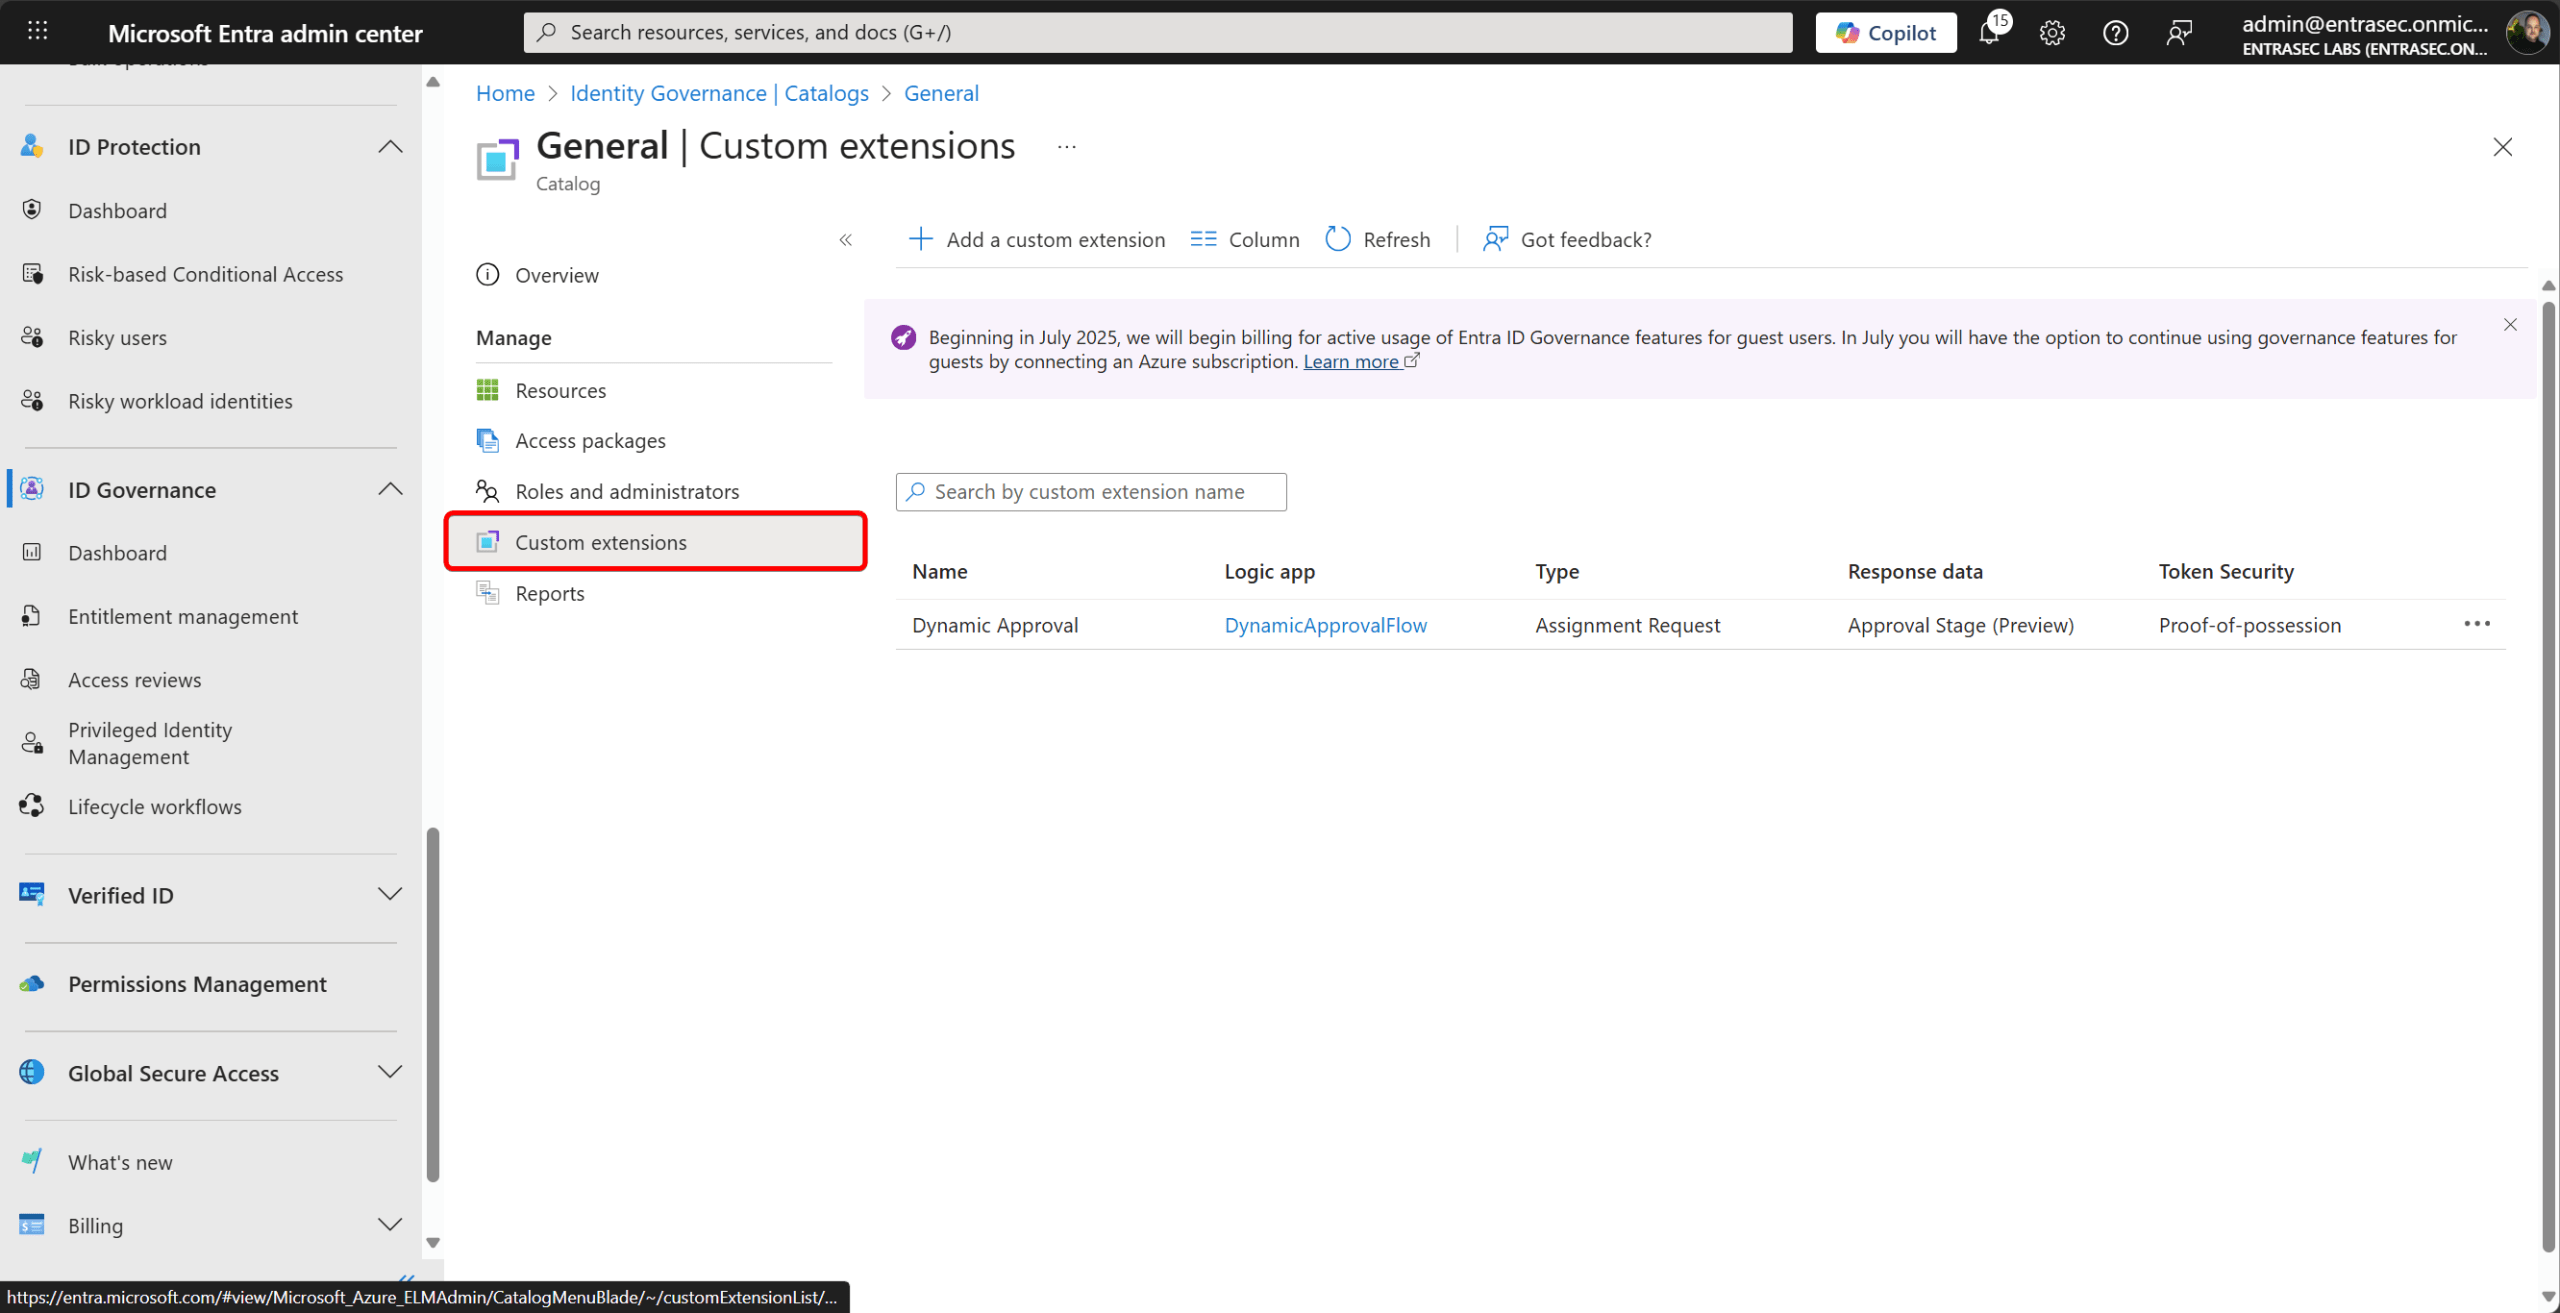 Microsoft Entra admin center
Search resources, services, and docs (G+/)
Copilot
15
admin@entrasec.onmic...
ENTRASEC LABS (ENTRASEC.ON...
ID Protection
Dashboard
Risk-based Conditional Access
Risky users
Risky workload identities
ID Governance
Dashboard
Entitlement management
Access reviews
Privileged Identity
Management
Lifecycle workflows
Verified ID
Permissions Management
Global Secure Access
What's new
Billing
Home > Identity Governance | Catalogs > General
General | Custom extensions ...
Catalog
Overview
Manage
Resources
Access packages
Roles and administrators
Custom extensions
Reports
Add a custom extension
Column
Refresh
Got feedback?
Beginning in July 2025, we will begin billing for active usage of Entra ID Governance features for guest users. In July you will have the option to continue using governance features for
guests by connecting an Azure subscription. Learn more
Search by custom extension name
Name Logic app Type Response data Token Security
Dynamic Approval DynamicApprovalFlow Assignment Request Approval Stage (Preview) Proof-of-possession
https://entra.microsoft.com/#view/Microsoft_Azure_ELMAdmin/CatalogMenuBlade/~/customExtensionList/...